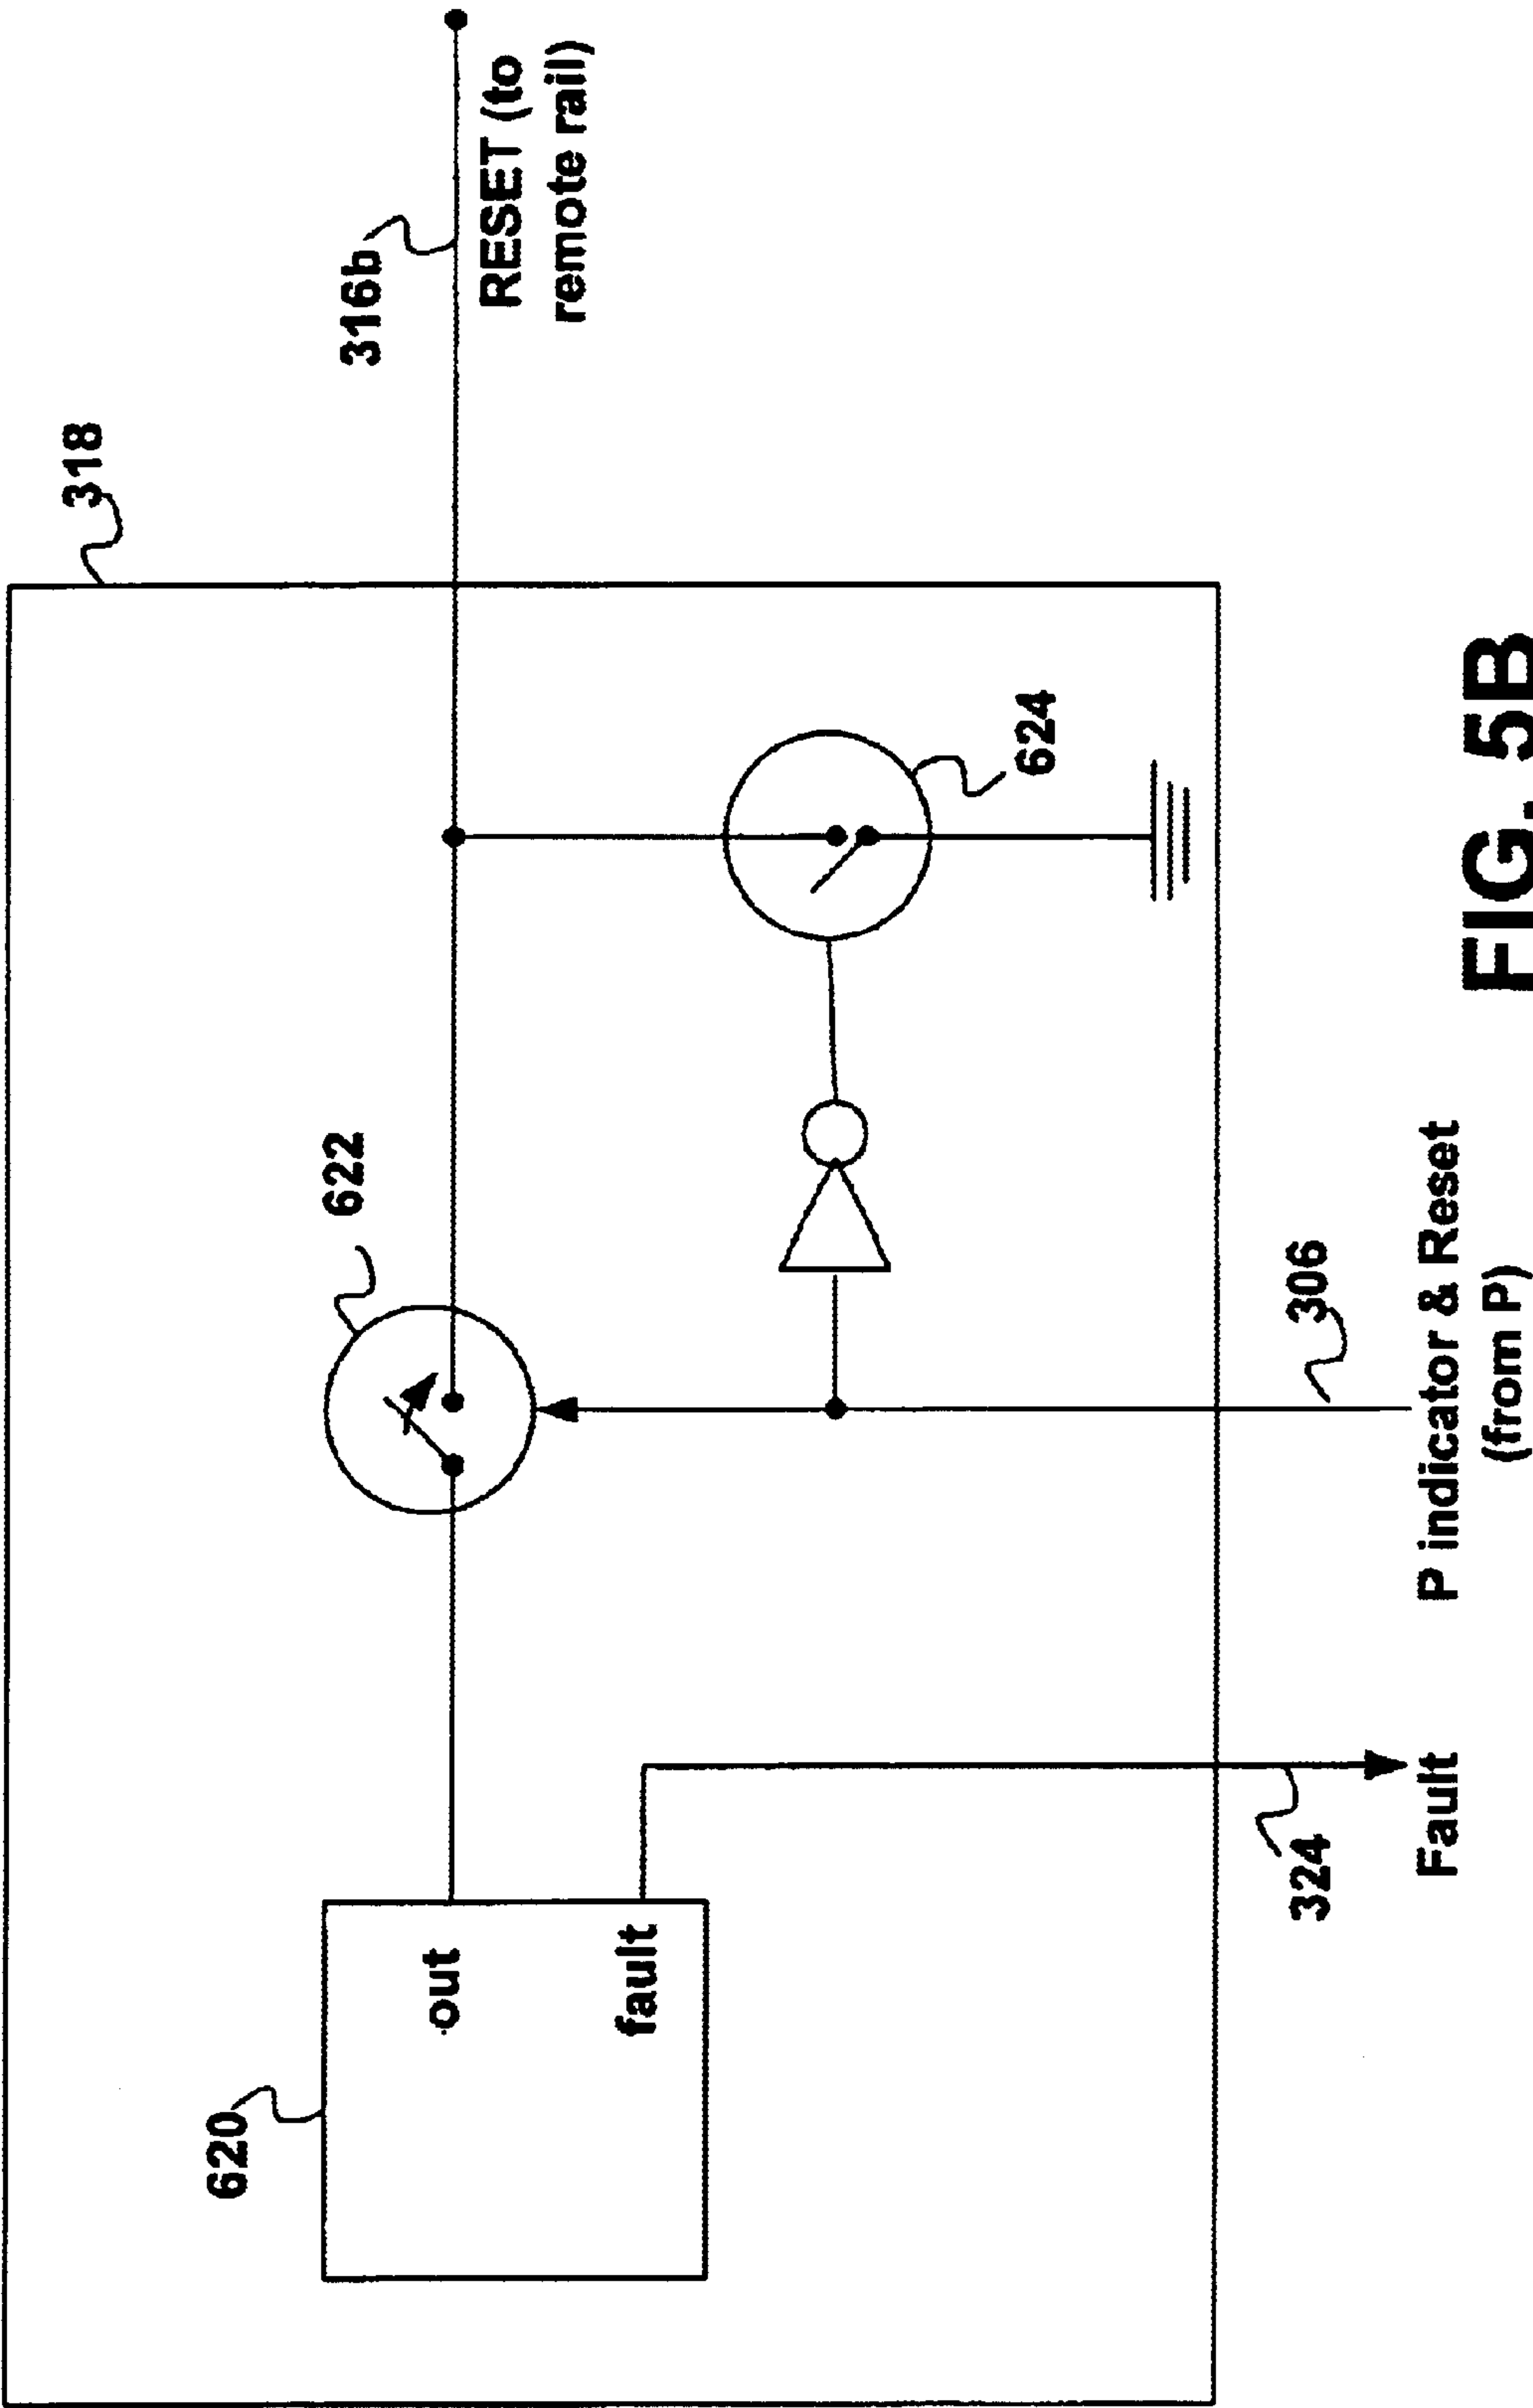 318
316b
RESET (to
remote rail)
622
624
620
out
fault
306
324
Fault
P indicator & Reset
(from P)
FIG. 5B